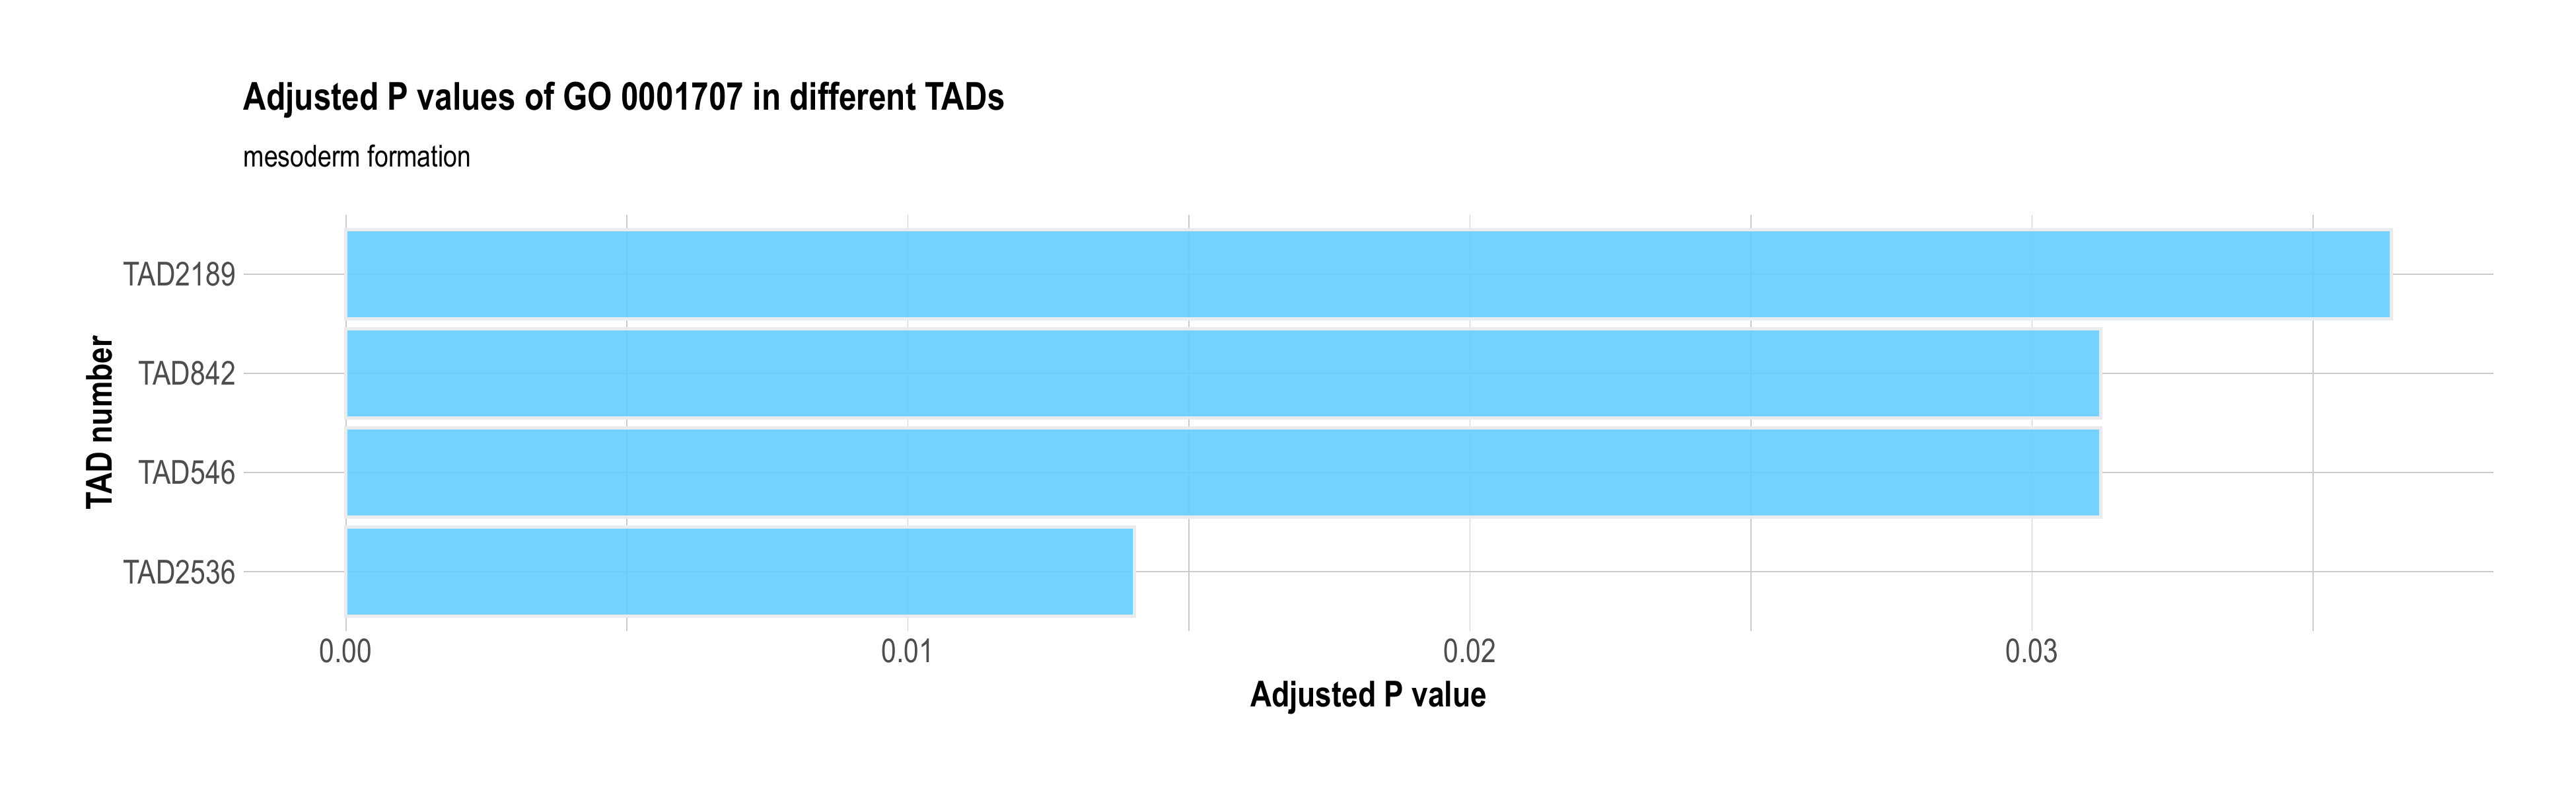 Adjusted P values of GO 0001707 in different TADs
mesoderm formation
TAD number
TAD2189
TAD842
TAD546
TAD2536
0.00 0.01 0.02 0.03
Adjusted P value